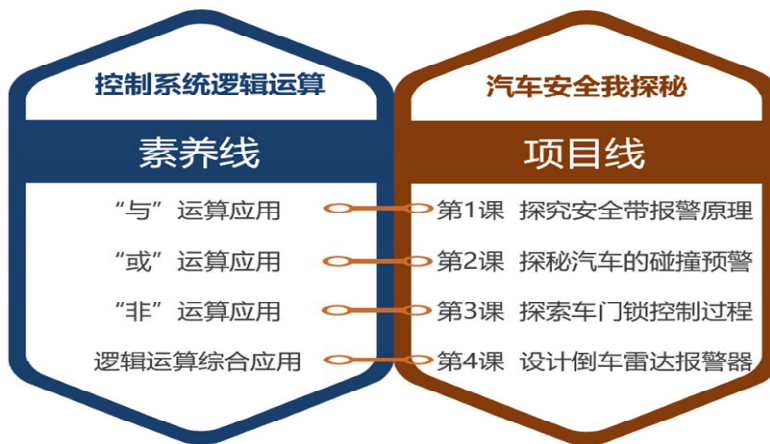 控制系统逻辑运算
汽车安全我探秘
素养线
项目线
“与”运算应用
第1课 探究安全带报警原理
“或”运算应用
第2课 探秘汽车的碰撞预警
“非”运算应用
第3课 探索车门锁控制过程
逻辑运算综合应用
第4课 设计倒车雷达报警器